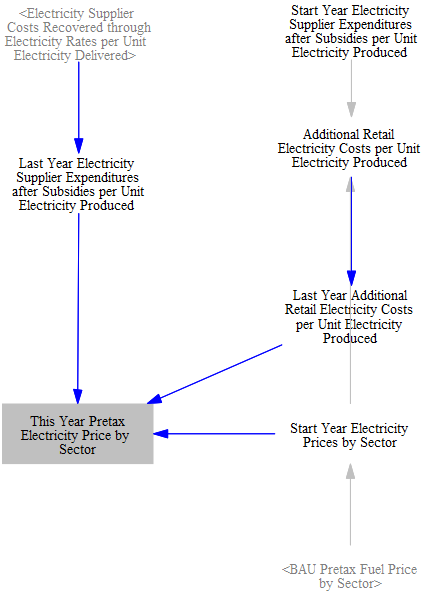 <Electricity Supplier
Costs Recovered through
Electricity Rates per Unit
Electricity Delivered>
Start Year Electricity
Supplier Expenditures
after Subsidies per Unit
Electricity Produced
Additional Retail
Electricity Costs per Unit
Electricity Produced
Last Year Electricity
Supplier Expenditures
after Subsidies per Unit
Electricity Produced
Last Year Additional
Retail Electricity Costs
per Unit Electricity
Produced
This Year Pretax
Electricity Price by
Sector
Start Year Electricity
Prices by Sector
<BAU Pretax Fuel Price
by Sector>